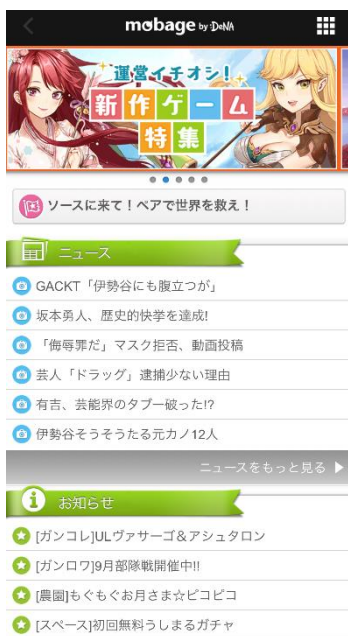 mobage by DeNA
運営イチオシ!
新作ゲーム
特集
ソースに来て!ペアで世界を救え!
ニュース
GACKT「伊勢谷にも腹立つが」
坂本勇人、歴史的快挙を達成!
「侮辱罪だ」マスク拒否、動画投稿
芸人「ドラッグ」逮捕少ない理由
有吉、芸能界のタブー破った!?
伊勢谷そうそうたる元カノ12人
ニュースをもっと見る ▶
お知らせ
[ガンコレ]ULヴァサーゴ&アシュタロン
[ガンロワ]9月部隊戦開催中!!
[農園]もぐもぐお月さま☆ピコピコ
[スペース]初回無料うしまるガチャ